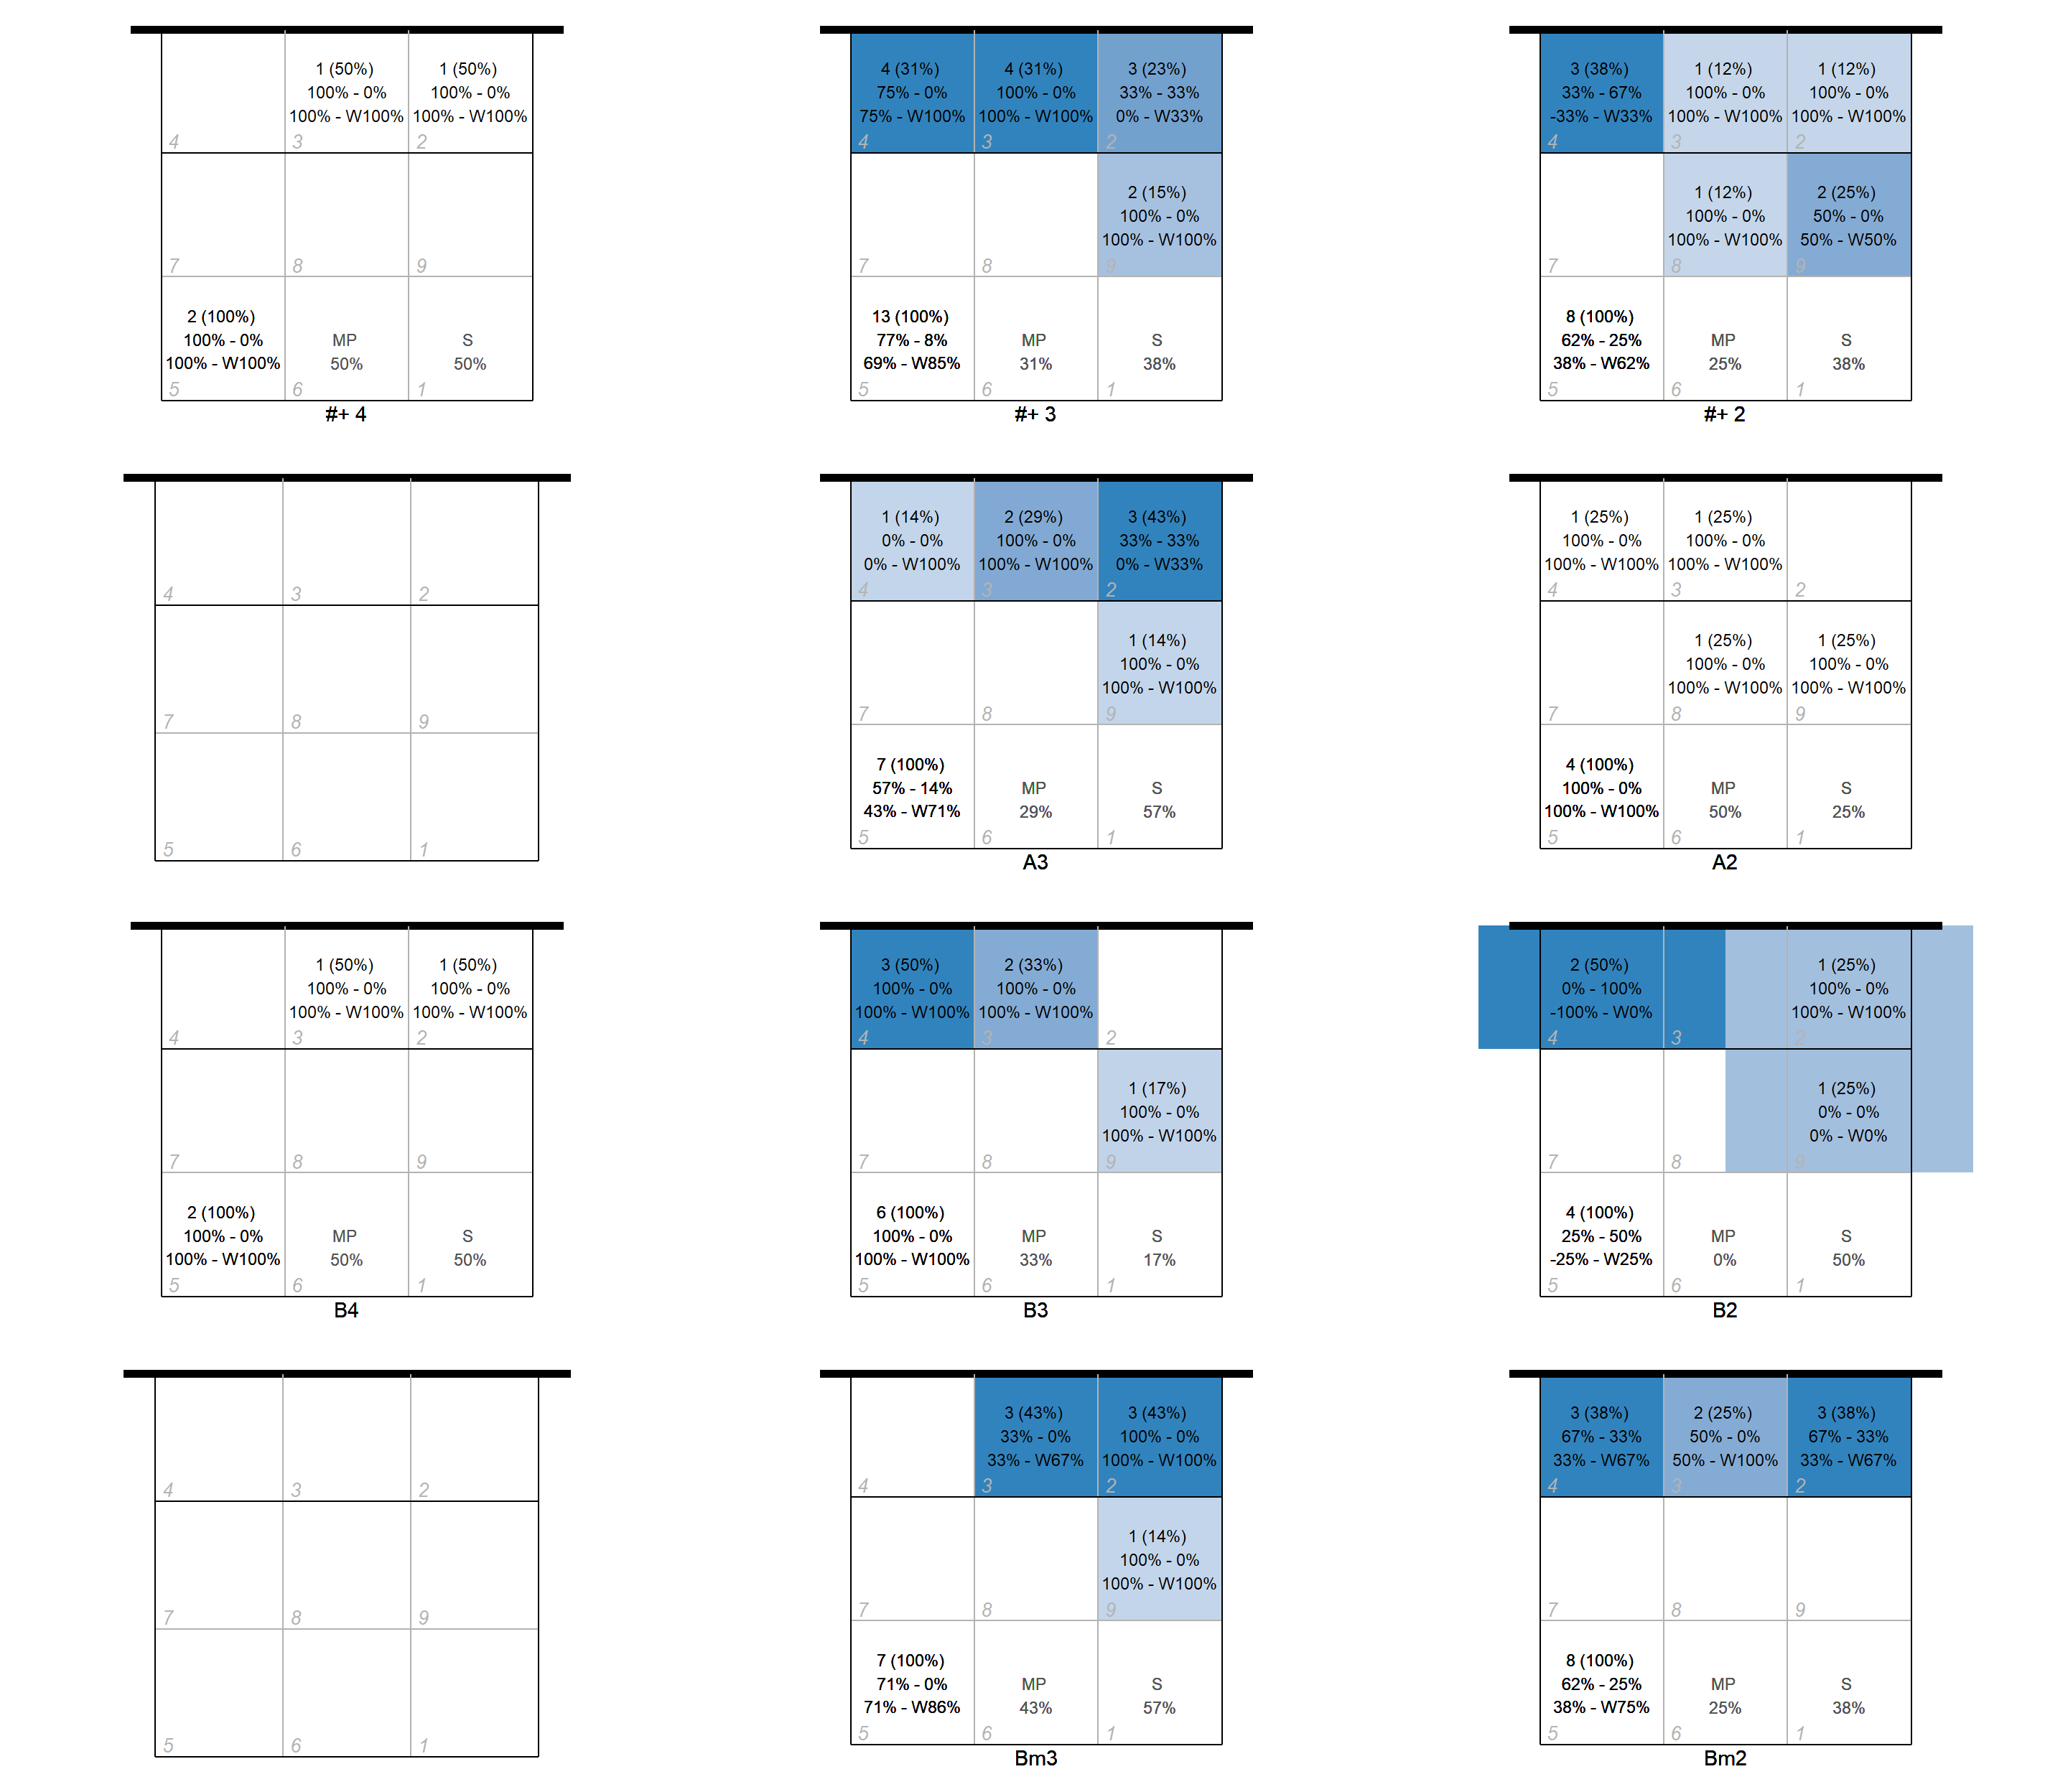 1 (50%)
100% - 0%
100% - W100%
1 (50%)
100% - 0%
100% - W100%
4
3
2
7
8
9
2 (100%)
100% - 0%
100% - W100%
MP
50%
S
50%
5
6
1
#+ 4
4 (31%)
75% - 0%
75% - W100%
4 (31%)
100% - 0%
100% - W100%
3 (23%)
33% - 33%
0% - W33%
4
3
2
2 (15%)
100% - 0%
100% - W100%
7
8
9
13 (100%)
77% - 8%
69% - W85%
MP
31%
S
38%
5
6
1
#+ 3
3 (38%)
33% - 67%
-33% - W33%
1 (12%)
100% - 0%
100% - W100%
1 (12%)
100% - 0%
100% - W100%
4
3
2
1 (12%)
100% - 0%
100% - W100%
2 (25%)
50% - 0%
50% - W50%
7
8
9
8 (100%)
62% - 25%
38% - W62%
MP
25%
S
38%
5
6
1
#+ 2
4
3
2
7
8
9
5
6
1
1 (14%)
0% - 0%
0% - W100%
2 (29%)
100% - 0%
100% - W100%
3 (43%)
33% - 33%
0% - W33%
4
3
2
1 (14%)
100% - 0%
100% - W100%
7
8
9
7 (100%)
57% - 14%
43% - W71%
MP
29%
S
57%
5
6
1
A3
1 (25%)
100% - 0%
100% - W100%
1 (25%)
100% - 0%
100% - W100%
4
3
2
1 (25%)
100% - 0%
100% - W100%
1 (25%)
100% - 0%
100% - W100%
7
8
9
4 (100%)
100% - 0%
100% - W100%
MP
50%
S
25%
5
6
1
A2
1 (50%)
100% - 0%
100% - W100%
1 (50%)
100% - 0%
100% - W100%
4
3
2
7
8
9
2 (100%)
100% - 0%
100% - W100%
MP
50%
S
50%
5
6
1
B4
3 (50%)
100% - 0%
100% - W100%
2 (33%)
100% - 0%
100% - W100%
4
3
2
1 (17%)
100% - 0%
100% - W100%
7
8
9
6 (100%)
100% - 0%
100% - W100%
MP
33%
S
17%
5
6
1
B3
2 (50%)
0% - 100%
-100% - W0%
1 (25%)
100% - 0%
100% - W100%
4
3
2
1 (25%)
0% - 0%
0% - W0%
7
8
9
4 (100%)
25% - 50%
-25% - W25%
MP
0%
S
50%
5
6
1
B2
4
3
2
7
8
9
5
6
1
3 (43%)
33% - 0%
33% - W67%
3 (43%)
100% - 0%
100% - W100%
4
3
2
1 (14%)
100% - 0%
100% - W100%
7
8
9
7 (100%)
71% - 0%
71% - W86%
MP
43%
S
57%
5
6
1
Bm3
3 (38%)
67% - 33%
33% - W67%
2 (25%)
50% - 0%
50% - W100%
3 (38%)
67% - 33%
33% - W67%
4
3
2
7
8
9
8 (100%)
62% - 25%
38% - W75%
MP
25%
S
38%
5
6
1
Bm2